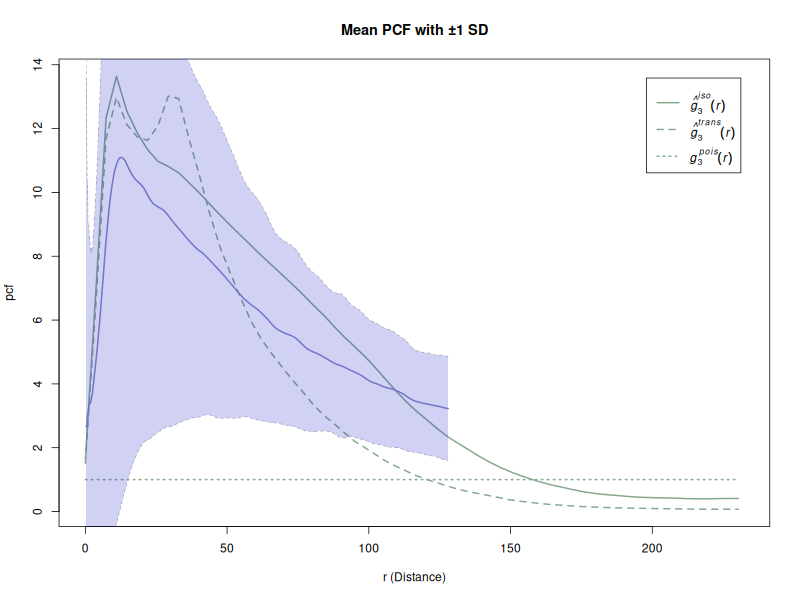 Mean PCF with ±1 SD
14
12
10
8
6
4
2
0
pcf
ĝ₃ⁱˢᵒ(r)
ĝ₃ᵗʳᵃⁿˢ(r)
g₃ᵖᵒⁱˢ(r)
0 50 100 150 200
r (Distance)